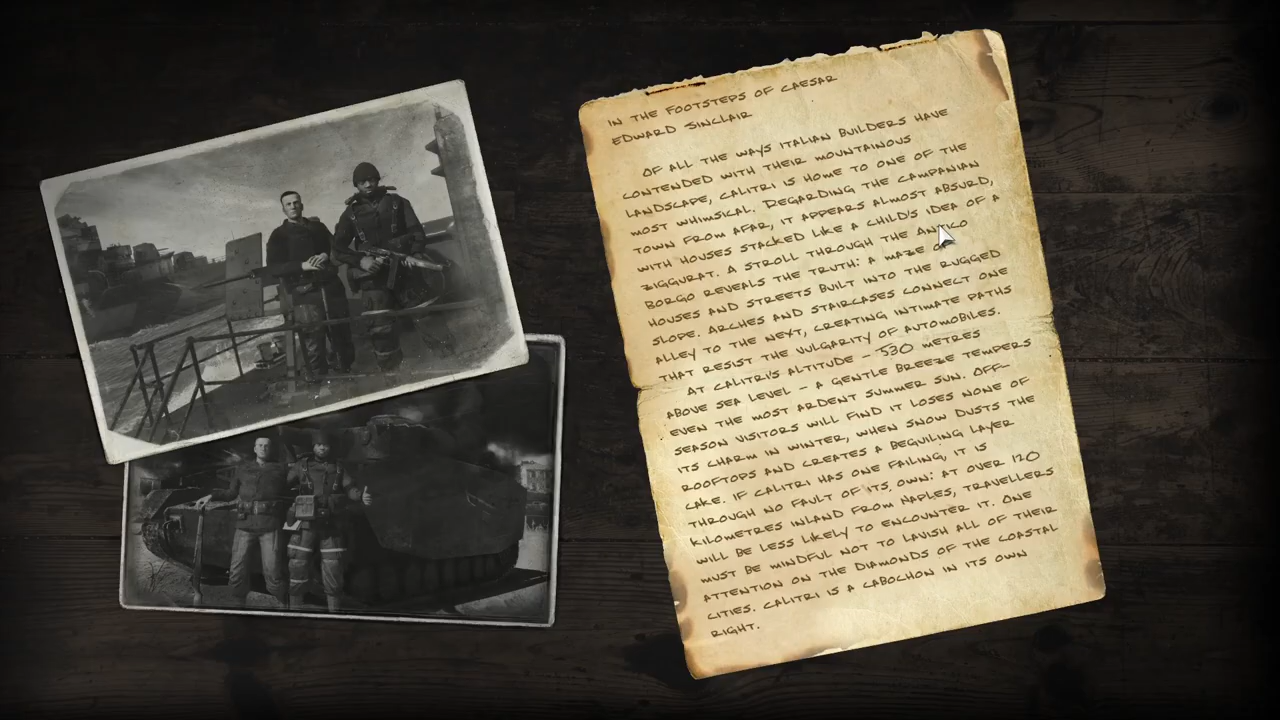 IN THE FOOTSTEPS OF CAESAR
EDWARD SINCLAIR
OF ALL THE WAYS ITALIAN BUILDERS HAVE
CONTENDED WITH THEIR MOUNTAINOUS
LANDSCAPE, CALITRI IS HOME TO ONE OF THE
MOST WHIMSICAL. REGARDING THE CAMPANIAN
TOWN FROM AFAR, IT APPEARS ALMOST ABSURD,
WITH HOUSES STACKED LIKE A CHILD'S IDEA OF A
ZIGGURAT. A STROLL THROUGH THE ANTICO
BORGO REVEALS THE TRUTH: A MAZE OF
HOUSES AND STREETS BUILT INTO THE RUGGED
SLOPE. ARCHES AND STAIRCASES CONNECT ONE
ALLEY TO THE NEXT, CREATING INTIMATE PATHS
THAT RESIST THE VULGARITY OF AUTOMOBILES.
AT CALITRI'S ALTITUDE – 530 METRES
ABOVE SEA LEVEL – A GENTLE BREEZE TEMPERS
EVEN THE MOST ARDENT SUMMER SUN. OFF-
SEASON VISITORS WILL FIND IT LOSES NONE OF
ITS CHARM IN WINTER, WHEN SNOW DUSTS THE
ROOFTOPS AND CREATES A BEGUILING LAYER
CAKE. IF CALITRI HAS ONE FAILING, IT IS
THROUGH NO FAULT OF ITS OWN: AT OVER 120
KILOMETRES INLAND FROM NAPLES, TRAVELLERS
WILL BE LESS LIKELY TO ENCOUNTER IT. ONE
MUST BE MINDFUL NOT TO LAVISH ALL OF THEIR
ATTENTION ON THE DIAMONDS OF THE COASTAL
CITIES. CALITRI IS A CABOCHON IN ITS OWN
RIGHT.